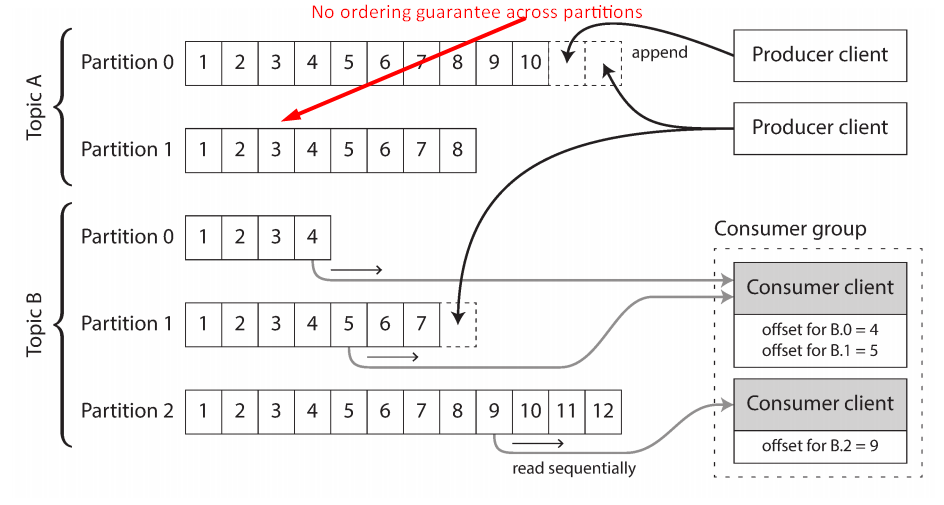 No ordering guarantee across partitions
Topic A
Partition 0 1 2 3 4 5 6 7 8 9 10
append
Producer client
Producer client
Partition 1 1 2 3 4 5 6 7 8
Topic B
Partition 0 1 2 3 4
Partition 1 1 2 3 4 5 6 7
Partition 2 1 2 3 4 5 6 7 8 9 10 11 12
read sequentially
Consumer group
Consumer client
offset for B.0 = 4
offset for B.1 = 5
Consumer client
offset for B.2 = 9